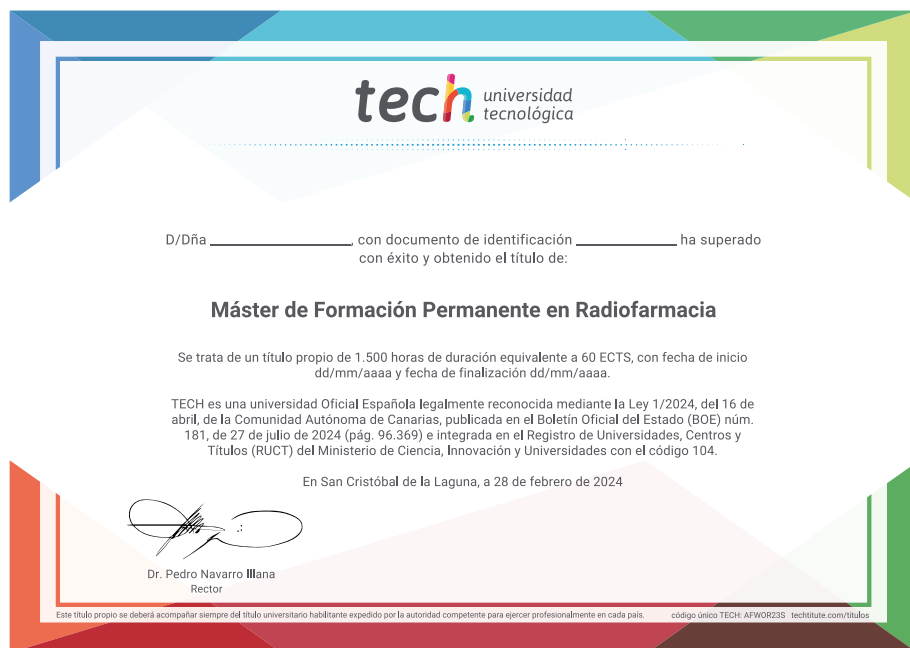 tech universidad
tecnológica
D/Dña ________________, con documento de identificación ____________ ha superado
con éxito y obtenido el título de:
Máster de Formación Permanente en Radiofarmacia
Se trata de un título propio de 1.500 horas de duración equivalente a 60 ECTS, con fecha de inicio
dd/mm/aaaa y fecha de finalización dd/mm/aaaa.
TECH es una universidad Oficial Española legalmente reconocida mediante la Ley 1/2024, del 16 de
abril, de la Comunidad Autónoma de Canarias, publicada en el Boletín Oficial del Estado (BOE) núm.
181, de 27 de julio de 2024 (pág. 96.369) e integrada en el Registro de Universidades, Centros y
Títulos (RUCT) del Ministerio de Ciencia, Innovación y Universidades con el código 104.
En San Cristóbal de la Laguna, a 28 de febrero de 2024
Dr. Pedro Navarro Illana
Rector
Este título propio se deberá acompañar siempre del título universitario habilitante expedido por la autoridad competente para ejercer profesionalmente en cada país. código único TECH: AFWOR23S techtitute.com/titulos